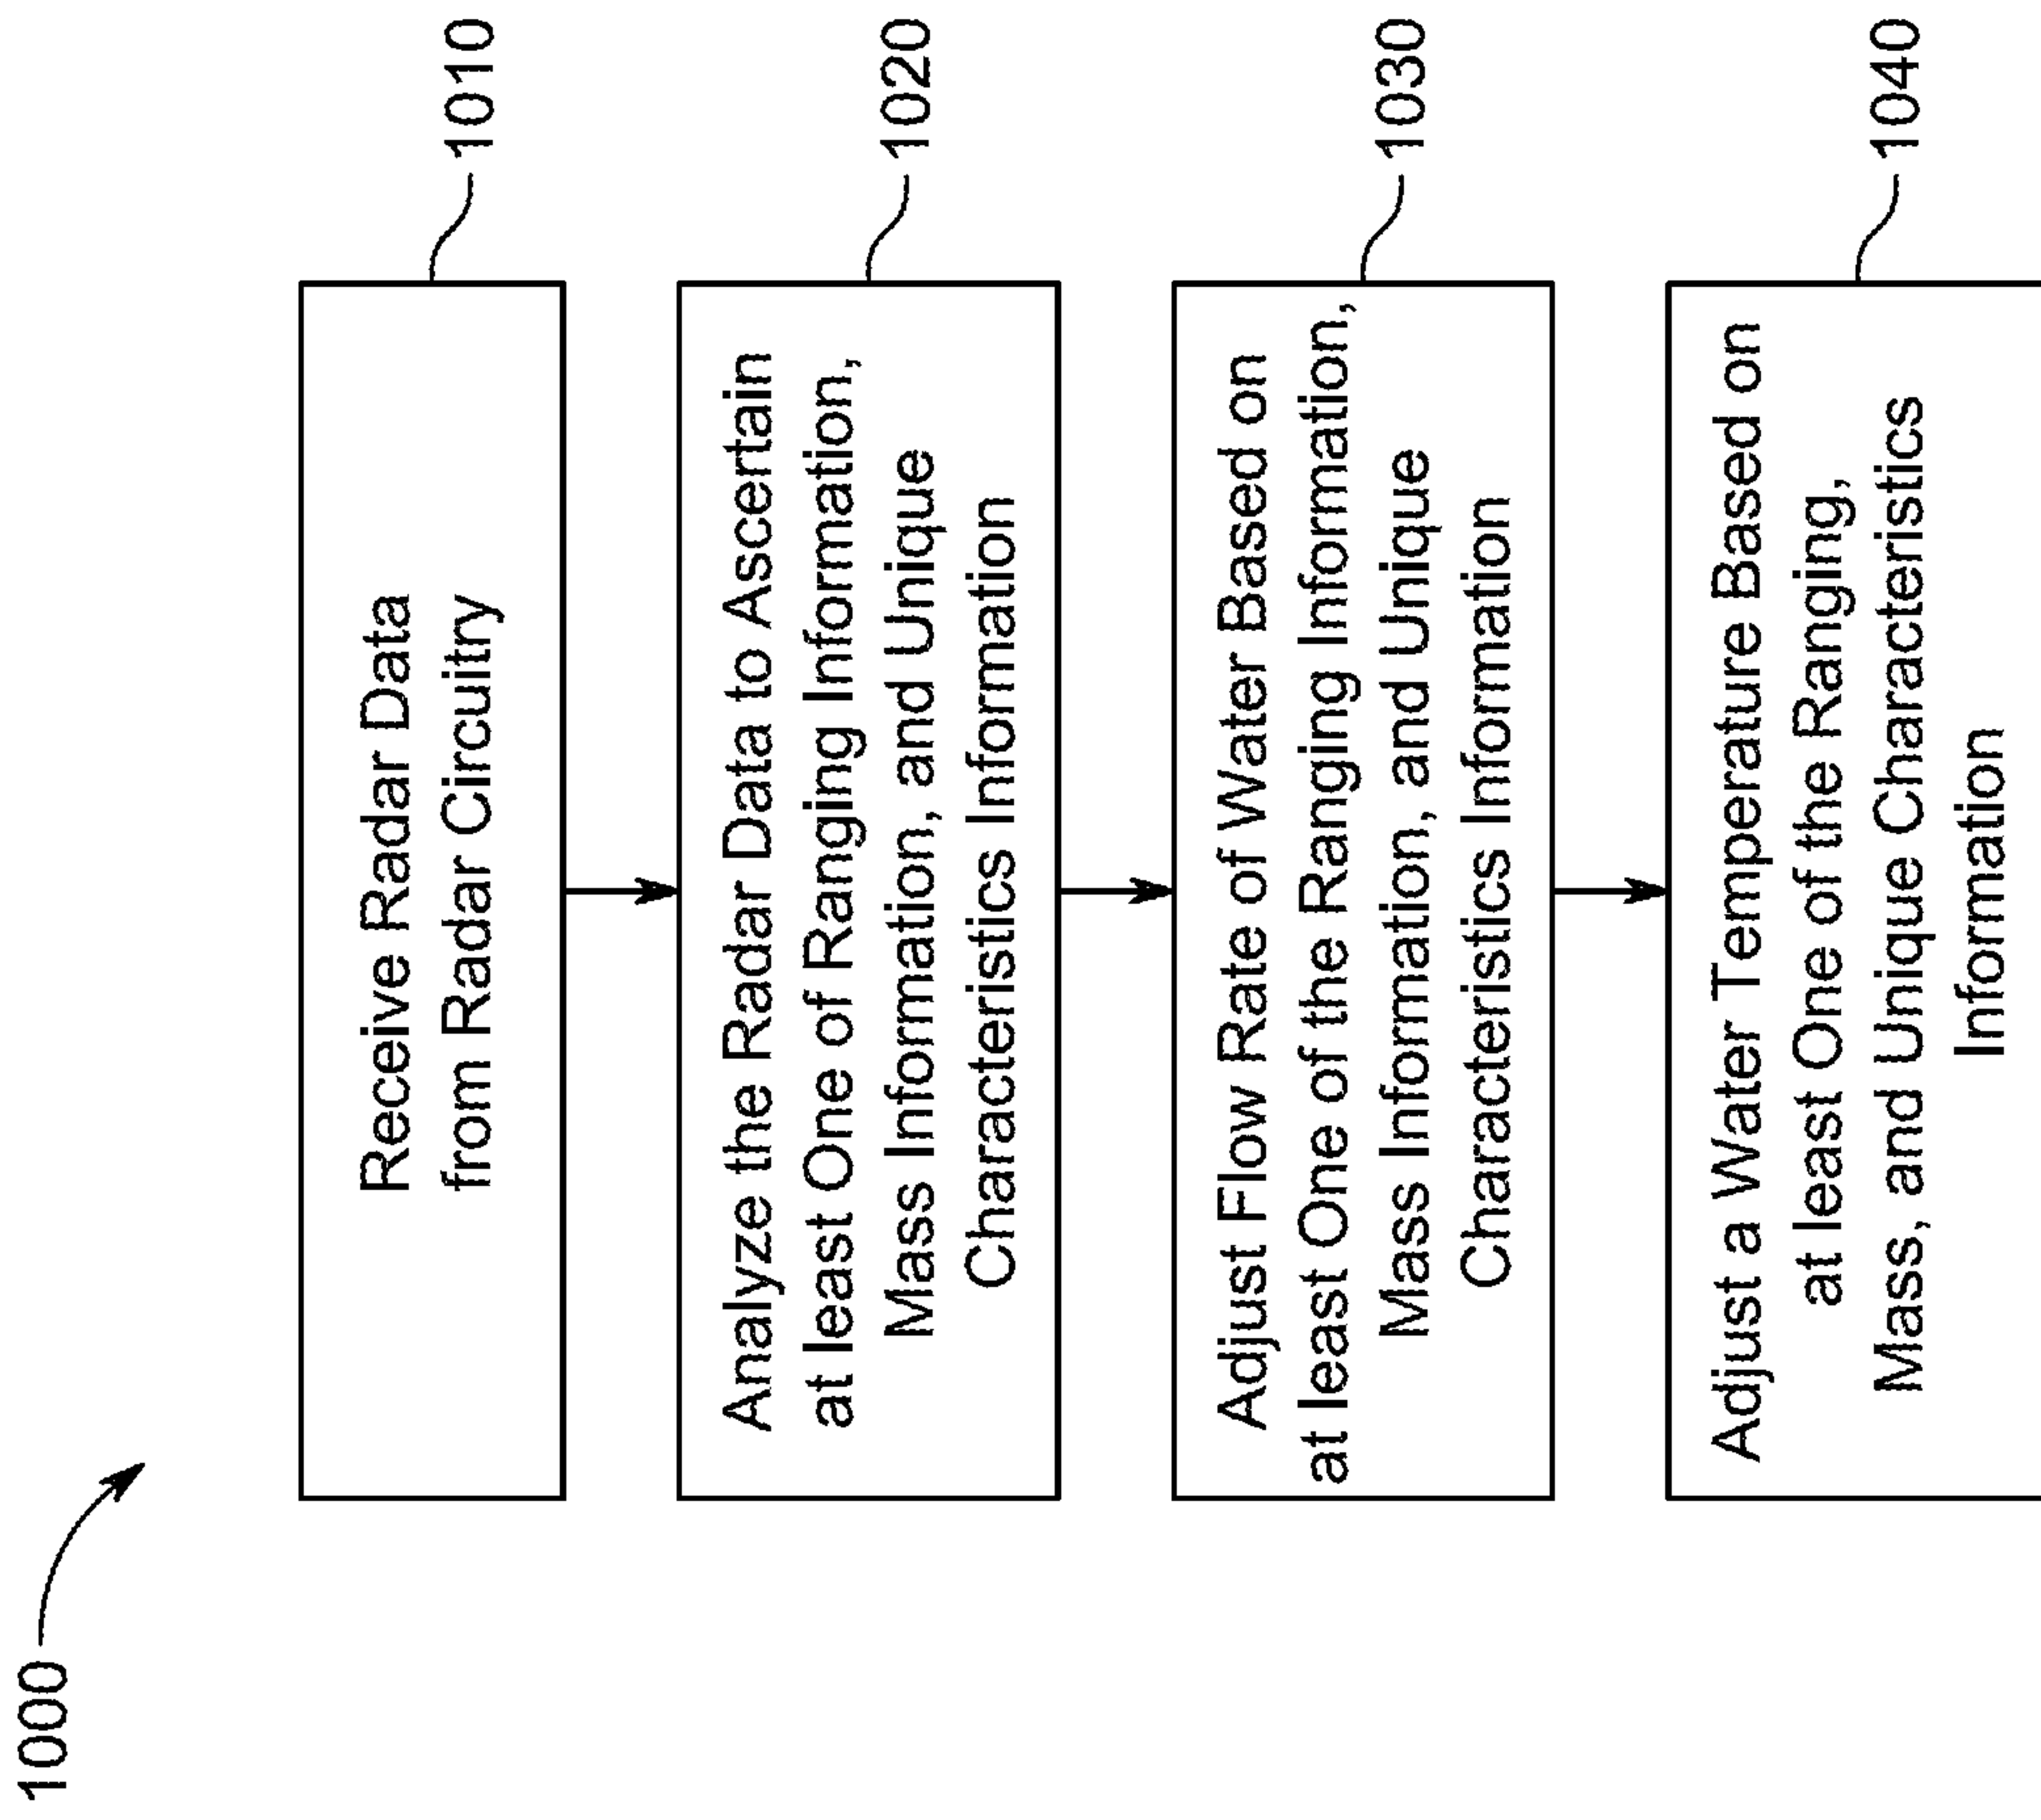 1000
Receive Radar Data
from Radar Circuitry
1010
Analyze the Radar Data to Ascertain
at least One of Ranging Information,
Mass Information, and Unique
Characteristics Information
1020
Adjust Flow Rate of Water Based on
at least One of the Ranging Information,
Mass Information, and Unique
Characteristics Information
1030
Adjust a Water Temperature Based on
at least One of the Ranging,
Mass, and Unique Characteristics
Information
1040